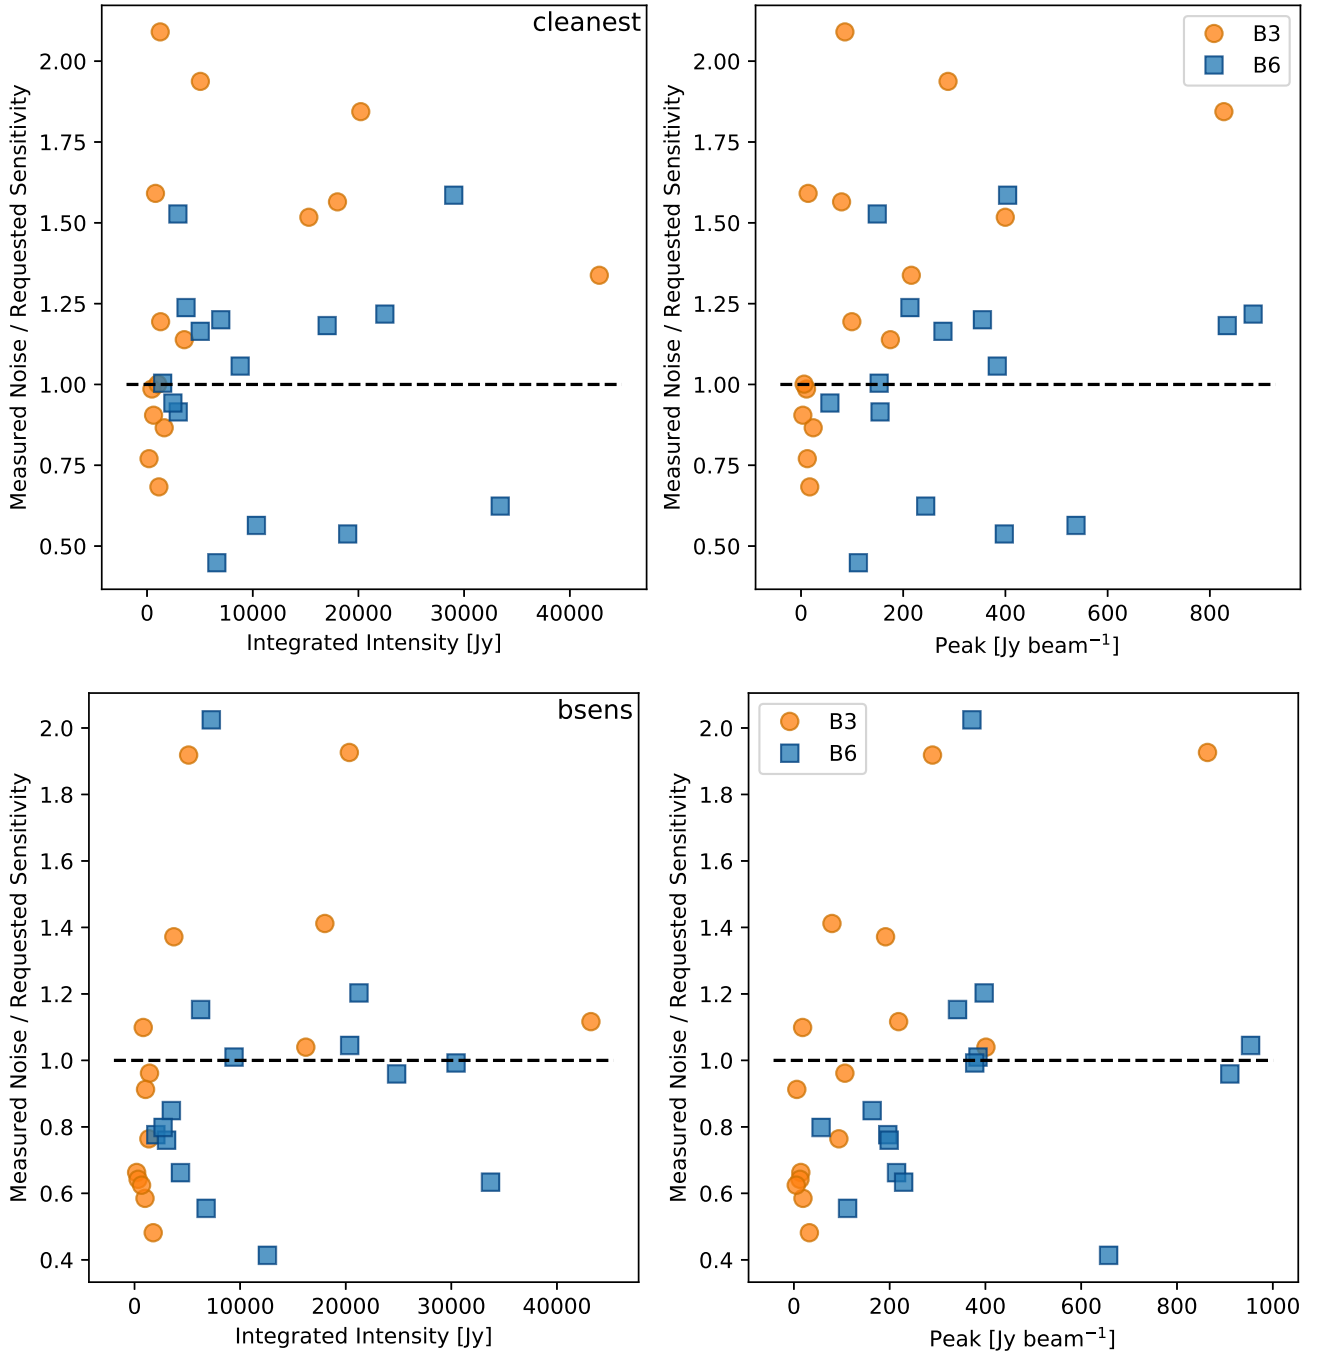 cleanest
Measured Noise / Requested Sensitivity
2.00
1.75
1.50
1.25
1.00
0.75
0.50
0 10000 20000 30000 40000
Integrated Intensity [Jy]
B3
B6
Measured Noise / Requested Sensitivity
2.00
1.75
1.50
1.25
1.00
0.75
0.50
0 200 400 600 800
Peak [Jy beam⁻¹]
bsens
Measured Noise / Requested Sensitivity
2.0
1.8
1.6
1.4
1.2
1.0
0.8
0.6
0.4
0 10000 20000 30000 40000
Integrated Intensity [Jy]
B3
B6
Measured Noise / Requested Sensitivity
2.0
1.8
1.6
1.4
1.2
1.0
0.8
0.6
0.4
0 200 400 600 800 1000
Peak [Jy beam⁻¹]